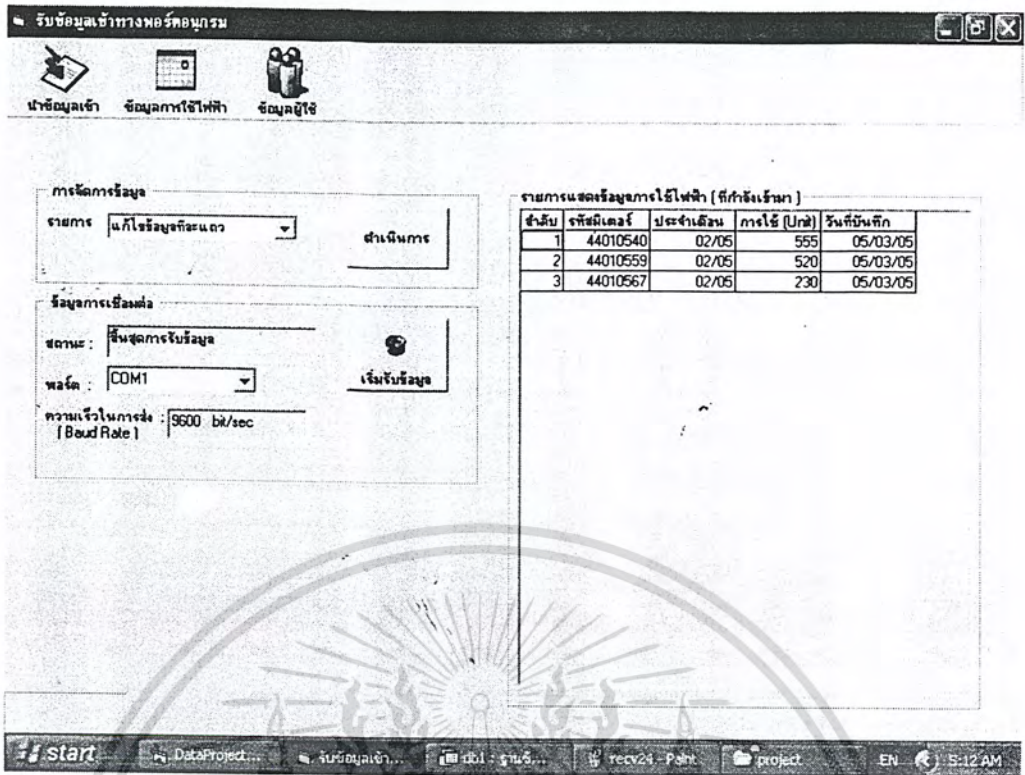 รับข้อมูลเข้าทางพอร์ตอนุกรม
นำข้อมูลเข้า ข้อมูลการใช้ไฟฟ้า ข้อมูลผู้ใช้
การจัดการข้อมูล
รายการ แก้ไขข้อมูลทีละแถว
ดำเนินการ
ข้อมูลการเชื่อมต่อ
สถานะ : สิ้นสุดการรับข้อมูล
พอร์ต : COM1
เริ่มรับข้อมูล
ความเร็วในการส่ง : 9600 bit/sec
( Baud Rate )
รายการแสดงข้อมูลการใช้ไฟฟ้า ( ที่กำลังเข้ามา )
ลำดับ รหัสมิเตอร์ ประจำเดือน การใช้ (Unit) วันที่บันทึก
1 44010540 02/05 555 05/03/05
2 44010559 02/05 520 05/03/05
3 44010567 02/05 230 05/03/05
start DataProject... รับข้อมูลเข้า... db1 : ฐานข้... recv24 - Paint project EN 5:12 AM